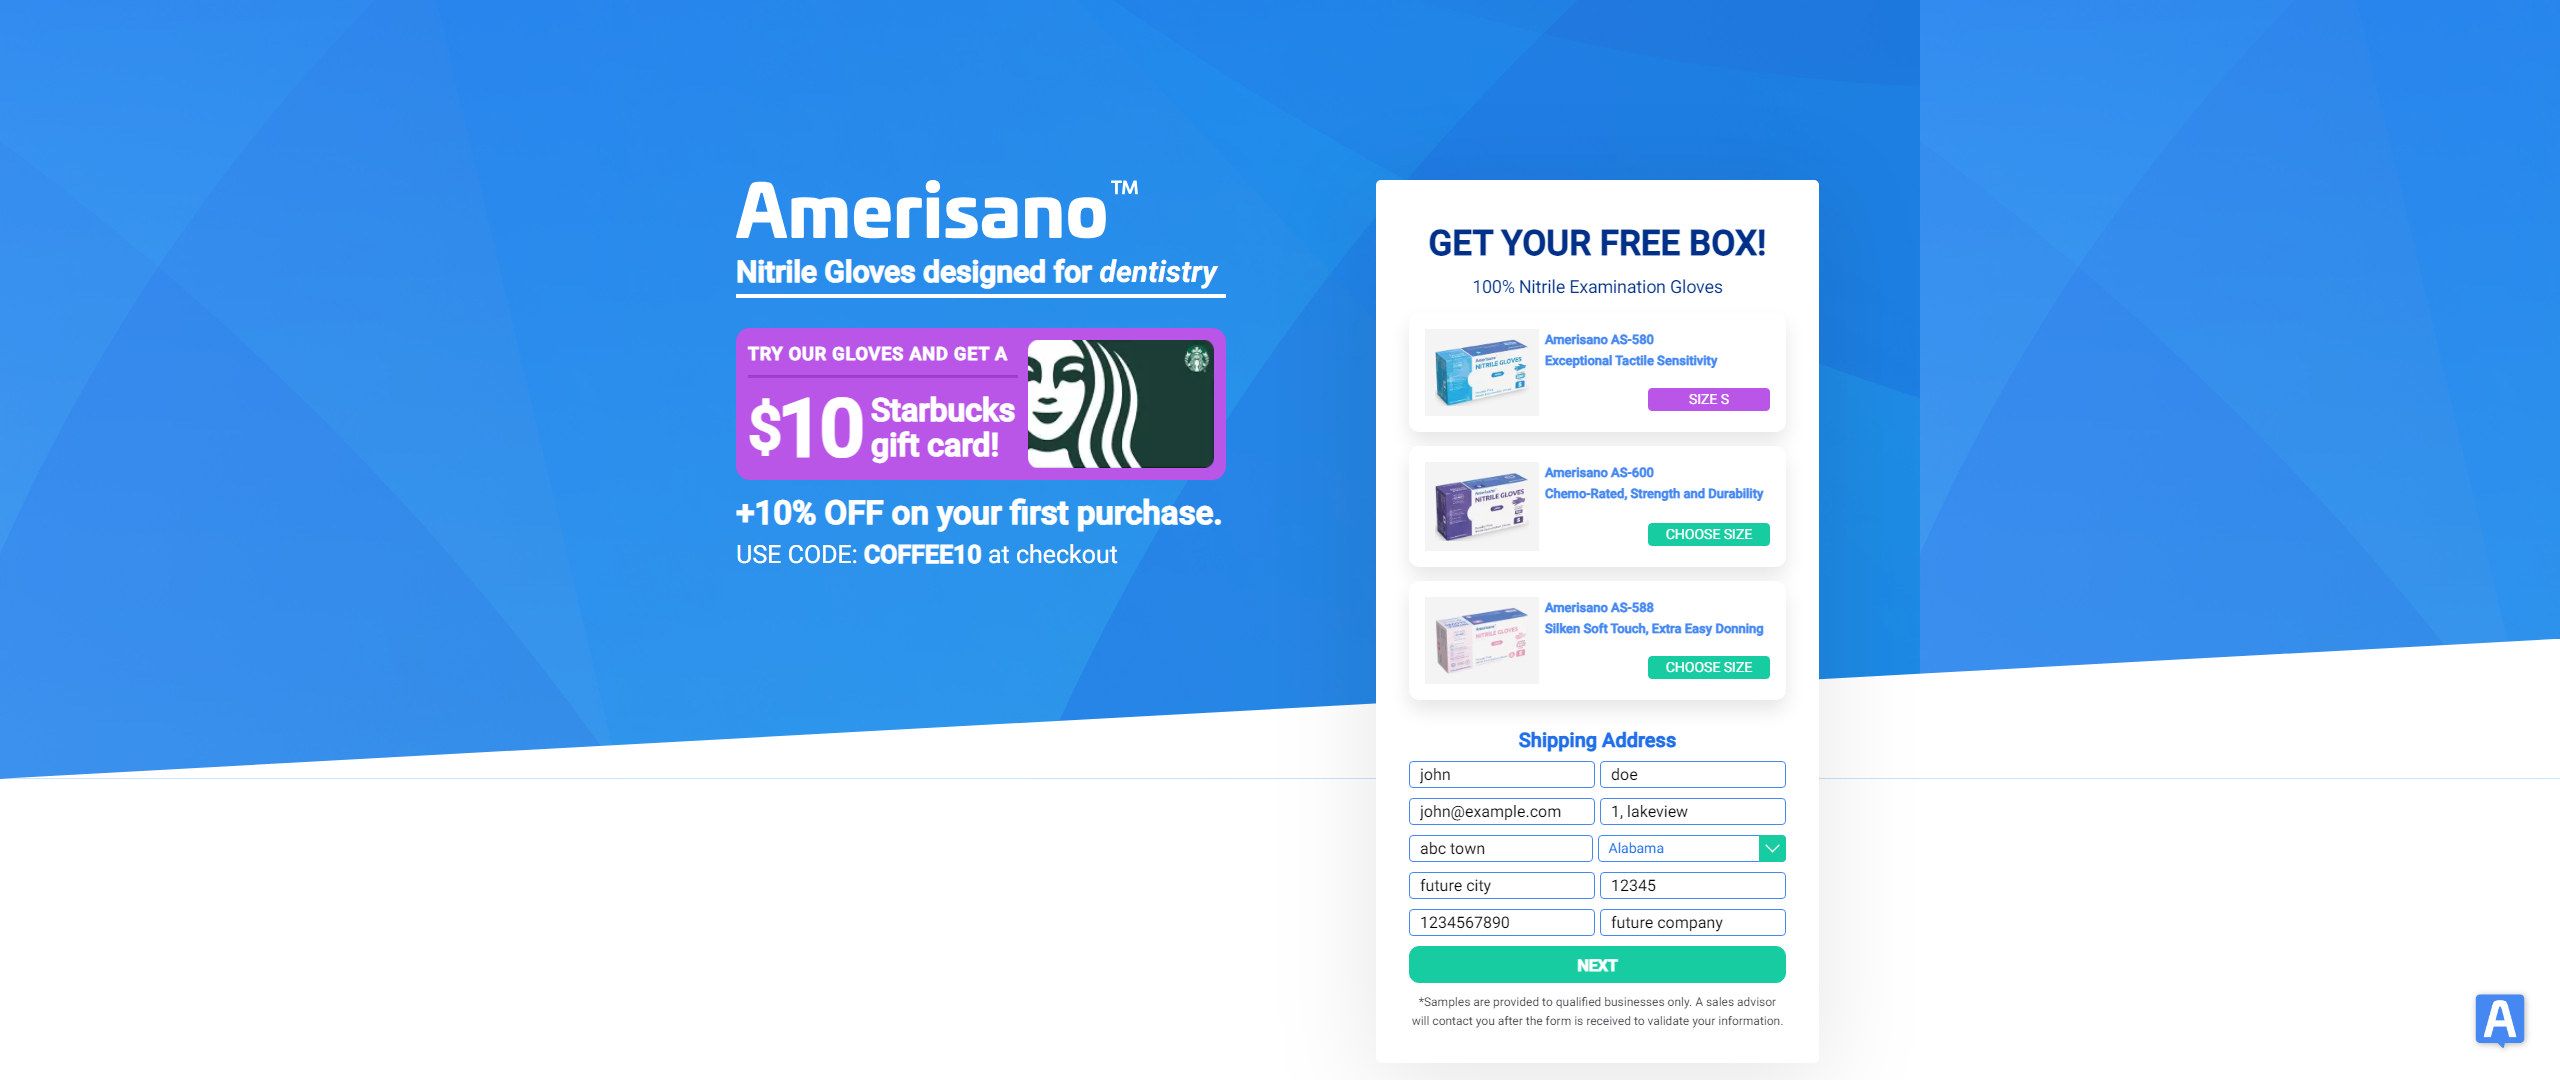 Amerisano™
Nitrile Gloves designed for dentistry
TRY OUR GLOVES AND GET A
$10 Starbucks
gift card!
+10% OFF on your first purchase.
USE CODE: COFFEE10 at checkout
GET YOUR FREE BOX!
100% Nitrile Examination Gloves
Amerisano AS-580
Exceptional Tactile Sensitivity
NITRILE GLOVES
SIZE S
Amerisano AS-600
Chemo-Rated, Strength and Durability
NITRILE GLOVES
CHOOSE SIZE
Amerisano AS-588
Silken Soft Touch, Extra Easy Donning
NITRILE GLOVES
CHOOSE SIZE
Shipping Address
john
doe
john@example.com
1, lakeview
abc town
Alabama
future city
12345
1234567890
future company
NEXT
*Samples are provided to qualified businesses only. A sales advisor
will contact you after the form is received to validate your information.
A